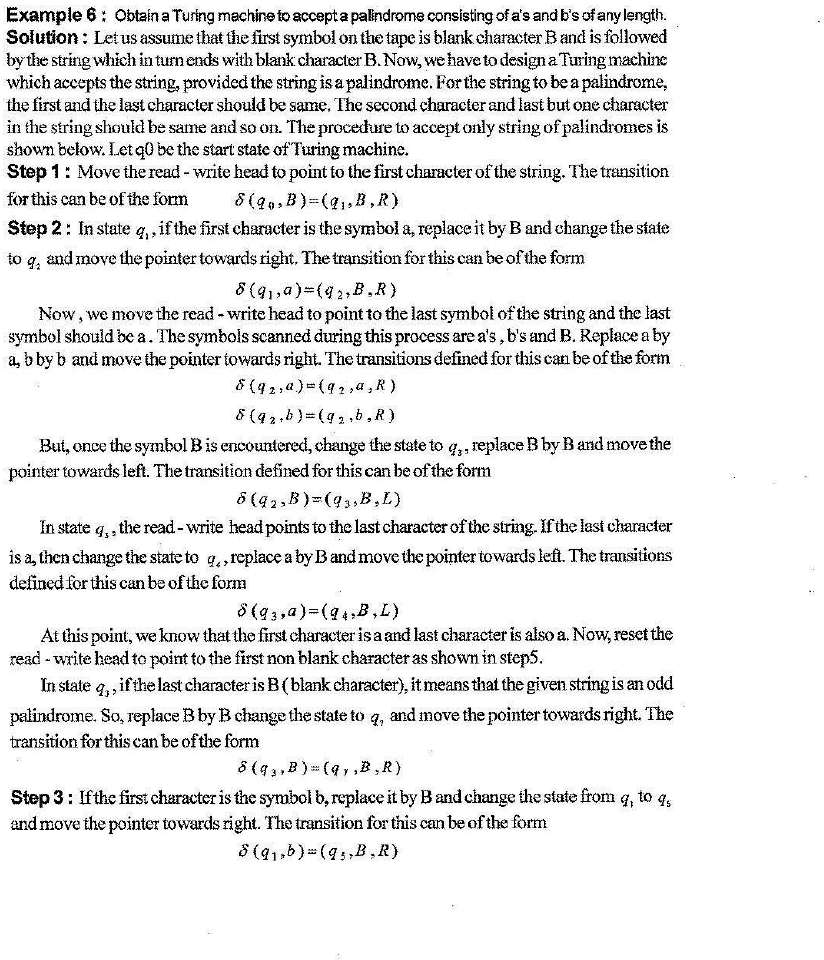 Example 6 : Obtain a Turing machine to accept a palindrome consisting of a's and b's of any length.
Solution : Let us assume that the first symbol on the tape is blank character B and is followed
by the string which in turn ends with blank character B. Now, we have to design a Turing machine
which accepts the string, provided the string is a palindrome. For the string to be a palindrome,
the first and the last character should be same. The second character and last but one character
in the string should be same and so on. The procedure to accept only string of palindromes is
shown below. Let q0 be the start state of Turing machine.
Step 1 : Move the read - write head to point to the first character of the string. The transition
for this can be of the form δ(q₀,B)=(q₁,B,R)
Step 2 : In state q₁, if the first character is the symbol a, replace it by B and change the state
to q₂ and move the pointer towards right. The transition for this can be of the form
δ(q₁,a)=(q₂,B,R)
Now , we move the read - write head to point to the last symbol of the string and the last
symbol should be a . The symbols scanned during this process are a's , b's and B. Replace a by
a, b by b and move the pointer towards right. The transitions defined for this can be of the form
δ(q₂,a)=(q₂,a,R)
δ(q₂,b)=(q₂,b,R)
But, once the symbol B is encountered, change the state to q₃, replace B by B and move the
pointer towards left. The transition defined for this can be of the form
δ(q₂,B)=(q₃,B,L)
In state q₃, the read - write head points to the last character of the string. If the last character
is a, then change the state to q₄, replace a by B and move the pointer towards left. The transitions
defined for this can be of the form
δ(q₃,a)=(q₄,B,L)
At this point, we know that the first character is a and last character is also a. Now, reset the
read - write head to point to the first non blank character as shown in step5.
In state q₃, if the last character is B ( blank character), it means that the given string is an odd
palindrome. So, replace B by B change the state to q₇ and move the pointer towards right. The
transition for this can be of the form
δ(q₃,B)=(q₇,B,R)
Step 3 : If the first character is the symbol b, replace it by B and change the state from q₁ to q₅
and move the pointer towards right. The transition for this can be of the form
δ(q₁,b)=(q₅,B,R)